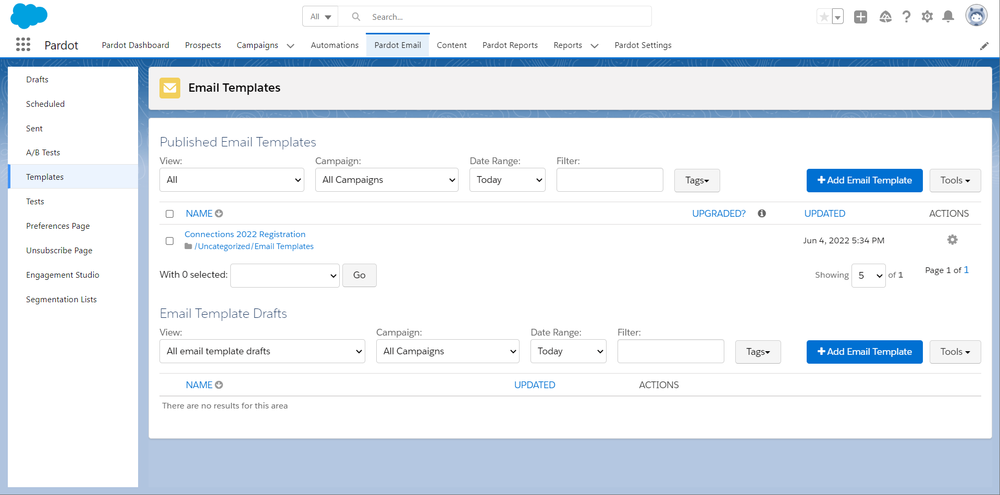 All
Search...
Pardot
Pardot Dashboard
Prospects
Campaigns
Automations
Pardot Email
Content
Pardot Reports
Reports
Pardot Settings
Drafts
Scheduled
Sent
A/B Tests
Templates
Tests
Preferences Page
Unsubscribe Page
Engagement Studio
Segmentation Lists
Email Templates
Published Email Templates
View:
Campaign:
Date Range:
Filter:
All
All Campaigns
Today
Tags
Add Email Template
Tools
NAME
UPGRADED?
UPDATED
ACTIONS
Connections 2022 Registration
/Uncategorized/Email Templates
Jun 4, 2022 5:34 PM
With 0 selected:
Go
Showing 5 of 1
Page 1 of 1
Email Template Drafts
View:
Campaign:
Date Range:
Filter:
All email template drafts
All Campaigns
Today
Tags
Add Email Template
Tools
NAME
UPDATED
ACTIONS
There are no results for this area